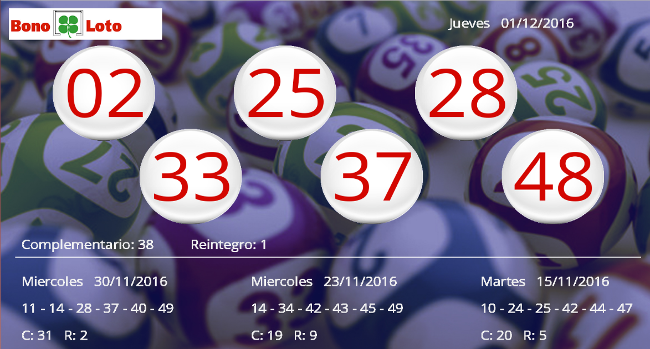 Bono Loto
Jueves 01/12/2016
02 25 28
33 37 48
Complementario: 38 Reintegro: 1
Miercoles 30/11/2016 Miercoles 23/11/2016 Martes 15/11/2016
11 - 14 - 28 - 37 - 40 - 49 14 - 34 - 42 - 43 - 45 - 49 10 - 24 - 25 - 42 - 44 - 47
C: 31 R: 2 C: 19 R: 9 C: 20 R: 5